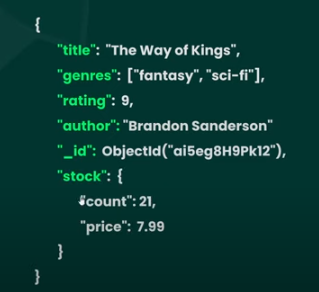 {
"title": "The Way of Kings",
"genres": ["fantasy", "sci-fi"],
"rating": 9,
"author": "Brandon Sanderson"
"_id": ObjectId("ai5eg8H9Pk12"),
"stock": {
"count": 21,
"price": 7.99
}
}